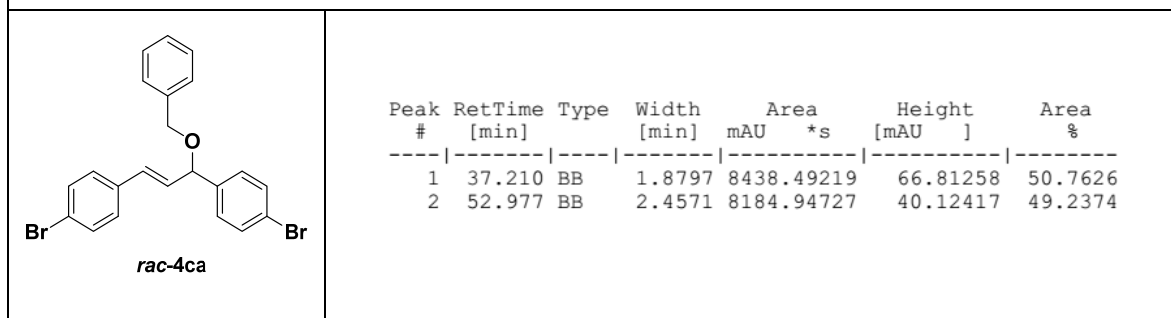 O
Br
Br
rac-4ca
Peak RetTime Type Width Area Height Area
# [min] [min] mAU *s [mAU ] %
----|-------|----|-------|----------|----------|--------
1 37.210 BB 1.8797 8438.49219 66.81258 50.7626
2 52.977 BB 2.4571 8184.94727 40.12417 49.2374